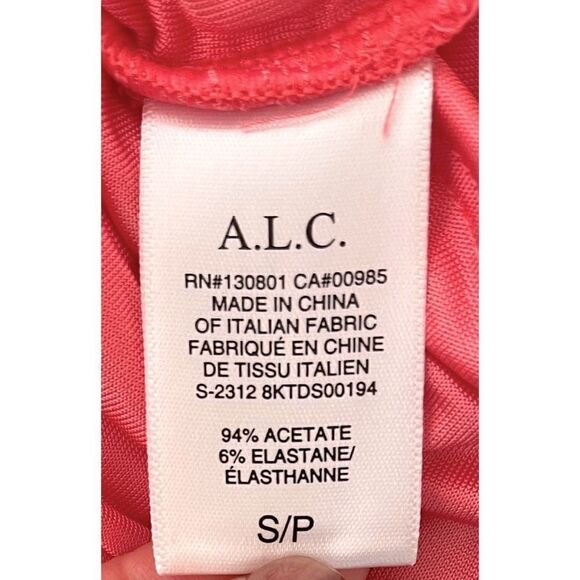 A.L.C.
RN#130801 CA#00985
MADE IN CHINA
OF ITALIAN FABRIC
FABRIQUÉ EN CHINE
DE TISSU ITALIEN
S-2312 8KTDS00194
94% ACETATE
6% ELASTANE/
ÉLASTHANNE
S/P